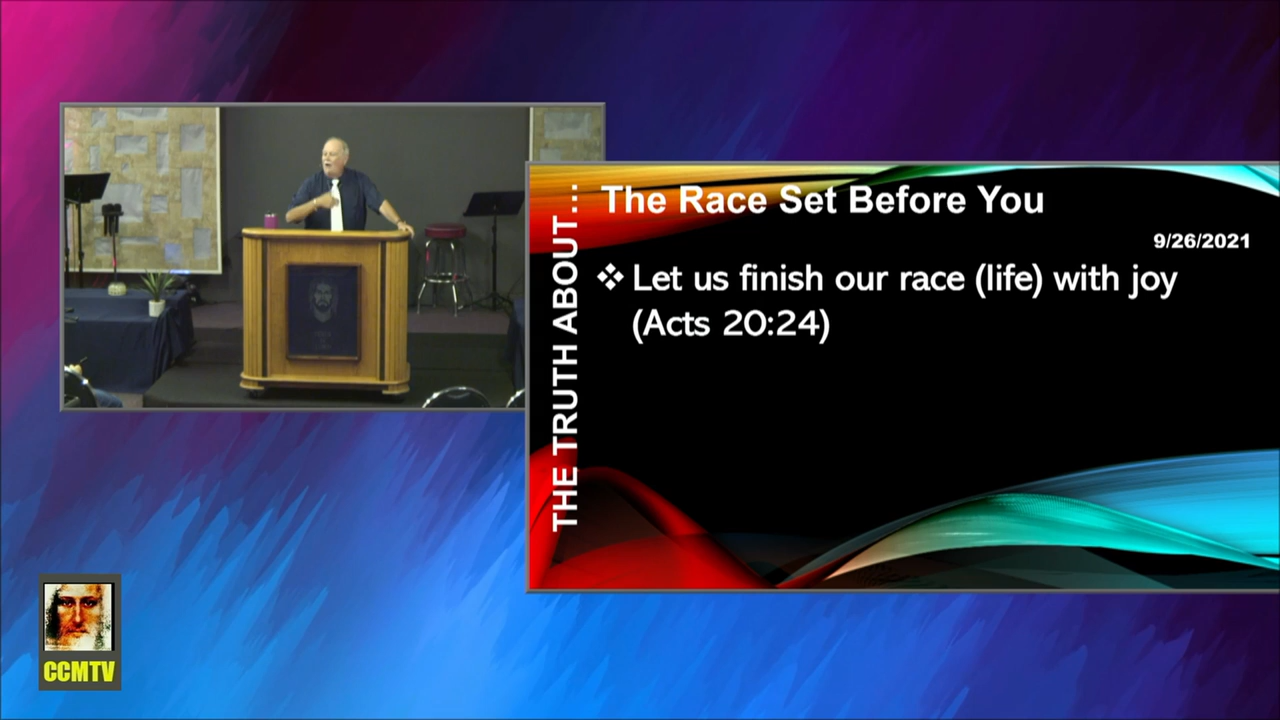 THE TRUTH ABOUT...
The Race Set Before You
9/26/2021
❖ Let us finish our race (life) with joy
(Acts 20:24)
CCMTV